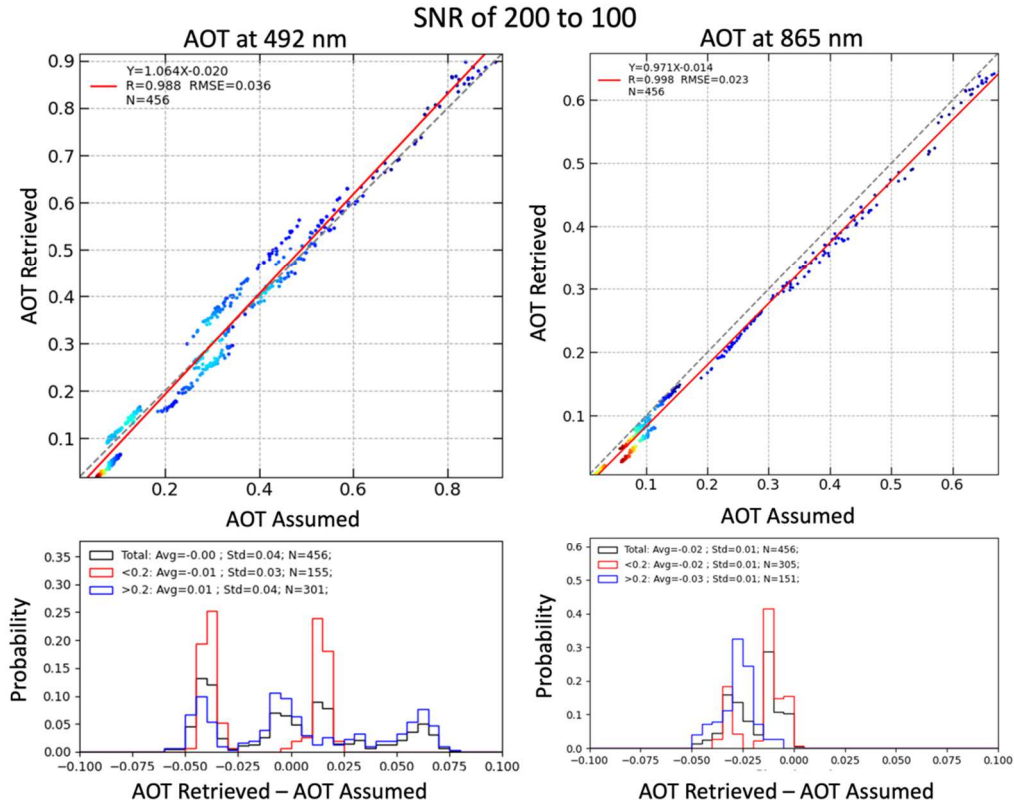 SNR of 200 to 100
AOT at 492 nm
Y=1.064X-0.020
R=0.988 RMSE=0.036
N=456
0.9
0.8
0.7
0.6
0.5
0.4
0.3
0.2
0.1
AOT Retrieved
0.2 0.4 0.6 0.8
AOT Assumed
AOT at 865 nm
Y=0.971X-0.014
R=0.998 RMSE=0.023
N=456
0.6
0.5
0.4
0.3
0.2
0.1
AOT Retrieved
0.1 0.2 0.3 0.4 0.5 0.6
AOT Assumed
Total: Avg=-0.00 ; Std=0.04; N=456;
<0.2: Avg=-0.01 ; Std=0.03; N=155;
>0.2: Avg=0.01 ; Std=0.04; N=301;
0.35
0.30
0.25
0.20
0.15
0.10
0.05
0.00
Probability
−0.100 −0.075 −0.050 −0.025 0.000 0.025 0.050 0.075 0.100
AOT Retrieved – AOT Assumed
Total: Avg=-0.02 ; Std=0.01; N=456;
<0.2: Avg=-0.02 ; Std=0.01; N=305;
>0.2: Avg=-0.03 ; Std=0.01; N=151;
0.6
0.5
0.4
0.3
0.2
0.1
0.0
Probability
−0.100 −0.075 −0.050 −0.025 0.000 0.025 0.050 0.075 0.100
AOT Retrieved – AOT Assumed